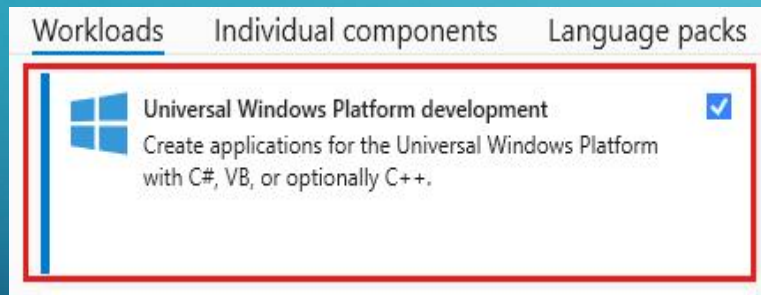 Workloads Individual components Language packs
Universal Windows Platform development
Create applications for the Universal Windows Platform
with C#, VB, or optionally C++.